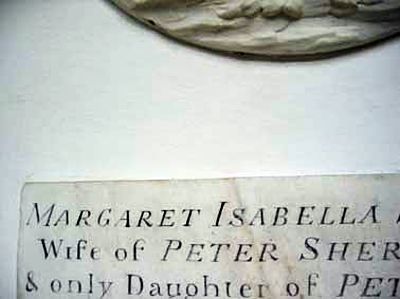 MARGARET ISABELLA
Wife of PETER SHER
& only Daughter of PET